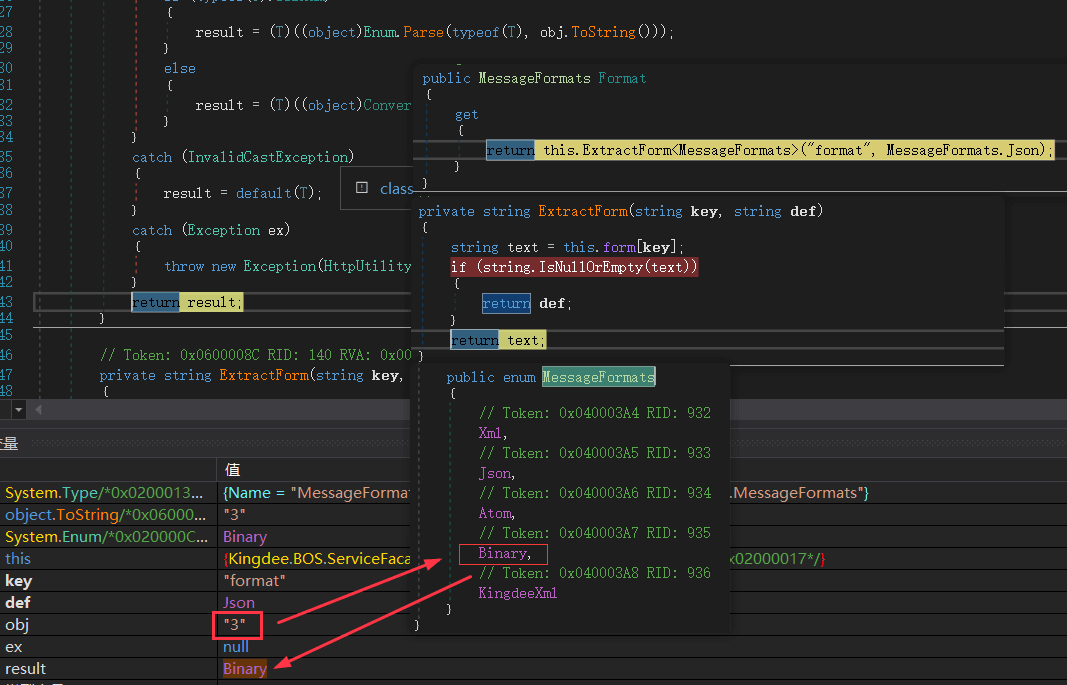 27
28
29
30
31
32
33
34
35
36
37
38
39
40
41
42
43
44
45
46
47
48
{
result = (T)((object)Enum.Parse(typeof(T), obj.ToString()));
}
else
{
result = (T)((object)Conver
}
}
catch (InvalidCastException)
{
result = default(T);
}
catch (Exception ex)
{
throw new Exception(HttpUtility
}
return result;
}
// Token: 0x0600008C RID: 140 RVA: 0x00
private string ExtractForm(string key,
{
class
public MessageFormats Format
{
get
{
return this.ExtractForm<MessageFormats>("format", MessageFormats.Json);
}
}
private string ExtractForm(string key, string def)
{
string text = this.form[key];
if (string.IsNullOrEmpty(text))
{
return def;
}
return text;
}
public enum MessageFormats
{
// Token: 0x040003A4 RID: 932
Xml,
// Token: 0x040003A5 RID: 933
Json,
// Token: 0x040003A6 RID: 934
Atom,
// Token: 0x040003A7 RID: 935
Binary,
// Token: 0x040003A8 RID: 936
KingdeeXml
}
}
量
值
System.Type/*0x0200013... {Name = "MessageFormat .MessageFormats"}
object.ToString/*0x06000... "3"
System.Enum/*0x020000C... Binary
this {Kingdee.BOS.ServiceFaca x02000017*/}
key "format"
def Json
obj "3"
ex null
result Binary